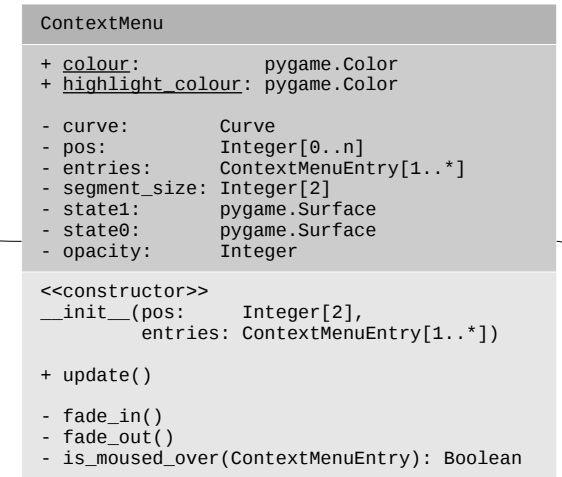 ContextMenu
+ colour: pygame.Color
+ highlight_colour: pygame.Color
- curve: Curve
- pos: Integer[0..n]
- entries: ContextMenuEntry[1..*]
- segment_size: Integer[2]
- state1: pygame.Surface
- state0: pygame.Surface
- opacity: Integer
<<constructor>>
__init__(pos: Integer[2],
entries: ContextMenuEntry[1..*])
+ update()
- fade_in()
- fade_out()
- is_moused_over(ContextMenuEntry): Boolean